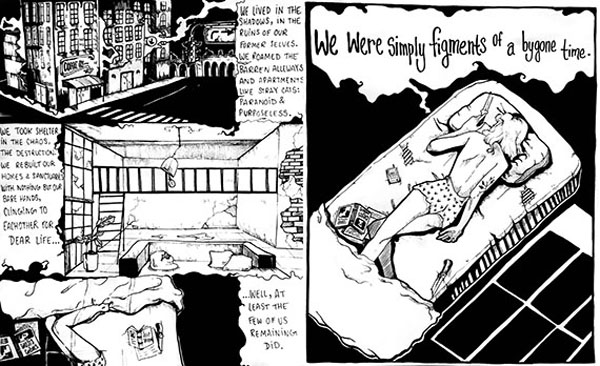 WE LIVED IN THE
SHADOWS, IN THE
RUINS OF OUR
FORMER SELVES.
WE ROAMED THE
BARREN ALLEYWAYS
AND APARTMENTS
LIKE STRAY CATS:
PARANOID &
PURPOSELESS.
WE TOOK SHELTER
IN THE CHAOS.
THE DESTRUCTION.
WE REBUILT OUR
HOMES & SANCTUARIES
WITH NOTHING BUT OUR
BARE HANDS,
CLINGING TO
EACHOTHER FOR
DEAR LIFE...
...WELL, AT
LEAST THE
FEW OF US
REMAINING
DID.
We Were Simply figments of a bygone
time.